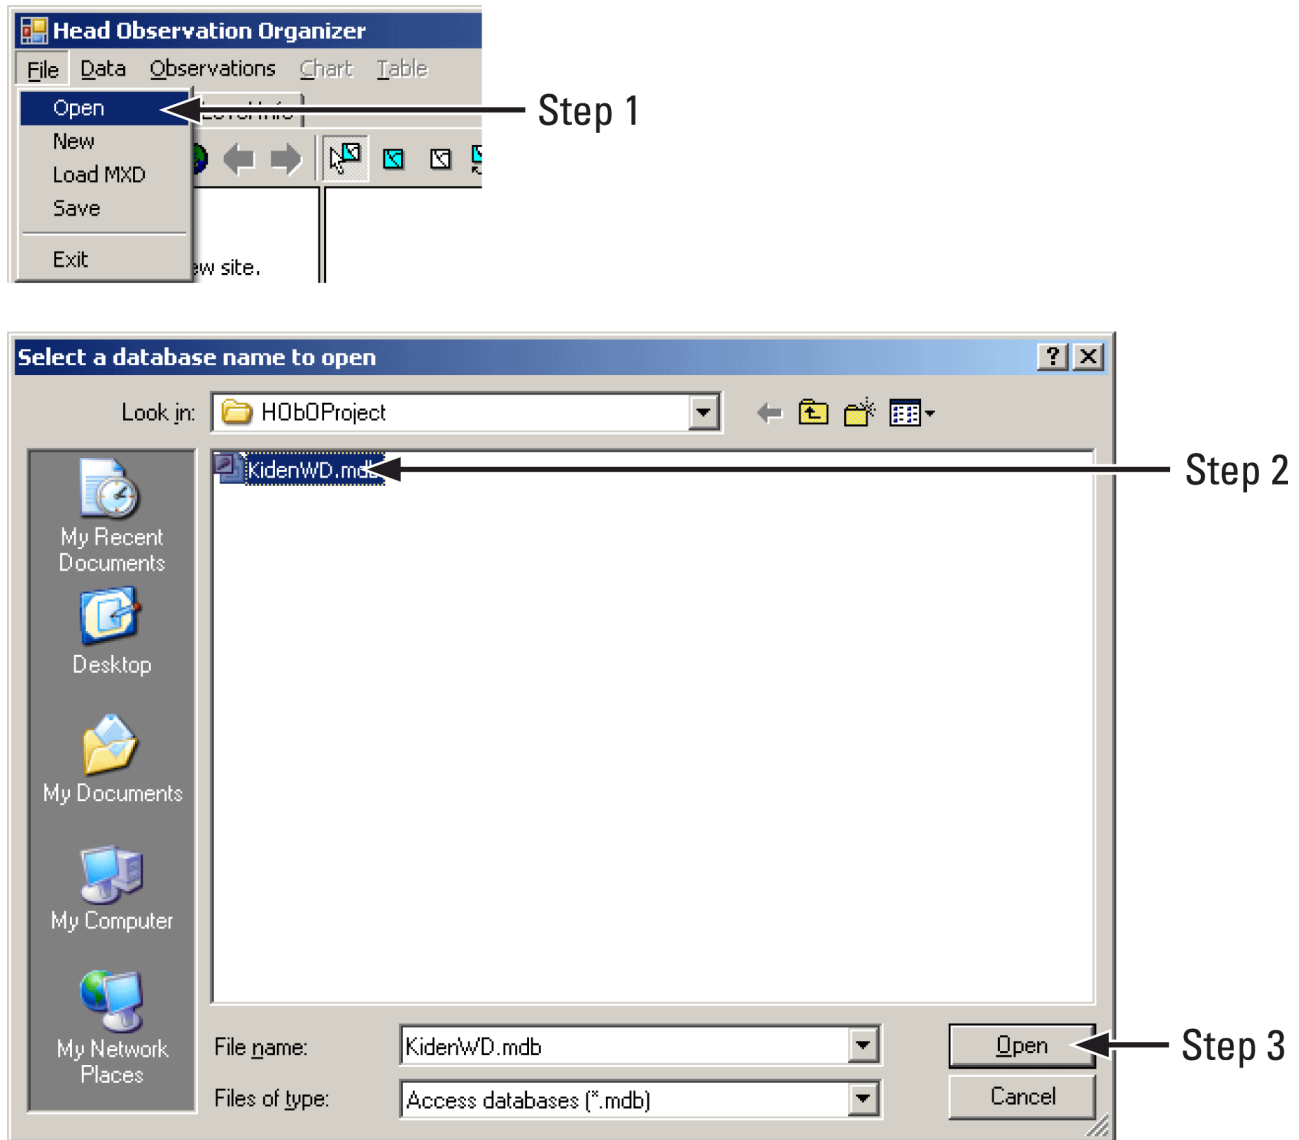 Head Observation Organizer
File Data Observations Chart Table
Open
Step 1
New
Load MXD
Save
Exit
w site.
Select a database name to open
Look in: HObOProject
KidenWD.mdb
Step 2
My Recent
Documents
Desktop
My Documents
My Computer
My Network
Places
File name: KidenWD.mdb
Open
Step 3
Files of type: Access databases (*.mdb)
Cancel